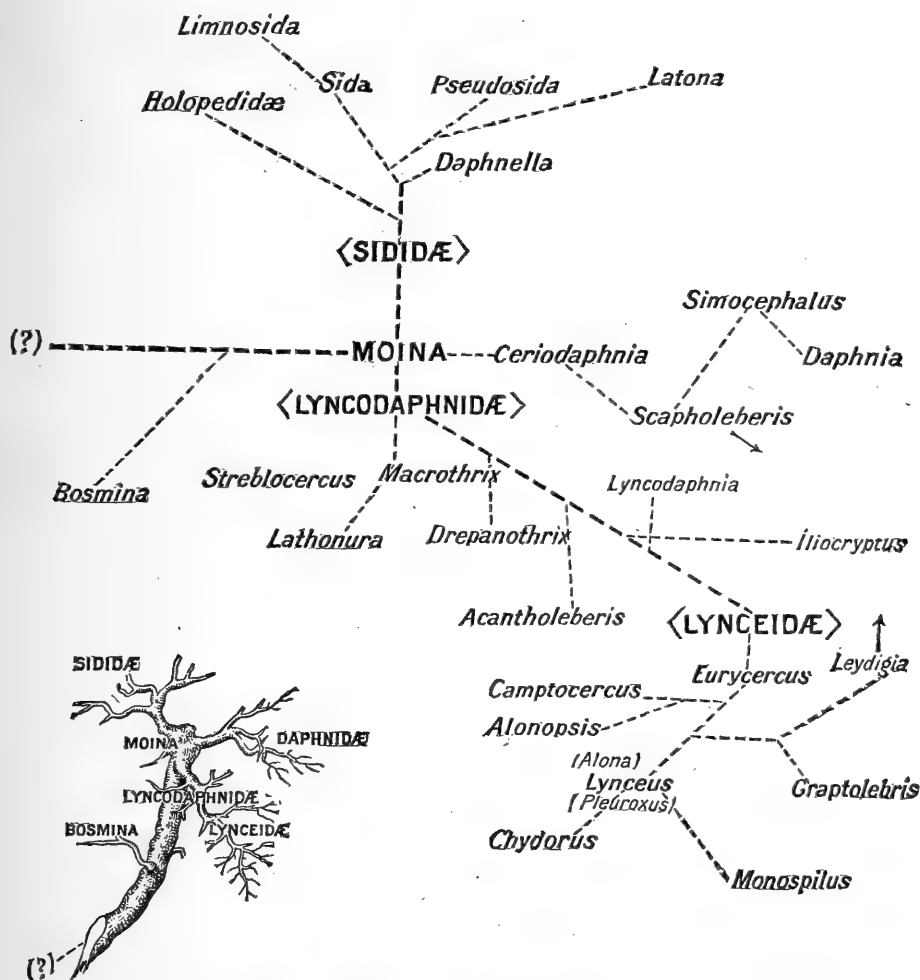 Limnosida
Sida
Pseudosida
Latona
Holopedidæ
Daphnella
<SIDIDÆ>
Simocephalus
(?)
MOINA
Ceriodaphnia
Daphnia
<LYNCODAPHNIDÆ>
Scapholeberis
Bosmina
Streblocercus
Macrothrix
Lyncodaphnia
Lathonura
Drepanothrix
Iliocryptus
Acantholeberis
<LYNCEIDÆ>
Eurycercus
Leydigia
Camptocercus
Alonopsis
(Alona)
Lynceus
(Pleuroxus)
Graptolebris
Chydorus
Monospilus
SIDIDÆ
MOINA
DAPHNIDÆ
LYNCODAPHNIDÆ
BOSMINA
LYNCEIDÆ
(?)